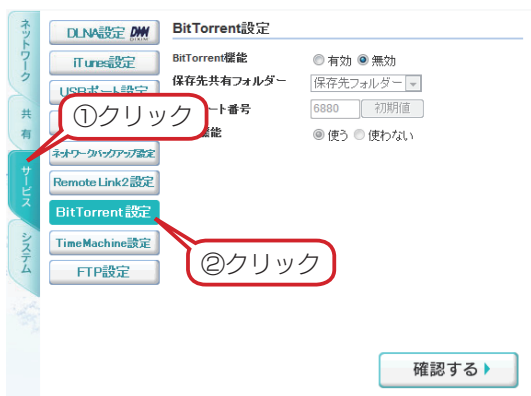 ネットワーク
共有
サービス
システム
DLNA設定
iTunes設定
USBポート設定
ネットワークバックアップ設定
Remote Link2設定
BitTorrent設定
TimeMachine設定
FTP設定
①クリック
②クリック
BitTorrent設定
BitTorrent機能 有効 無効
保存先共有フォルダー 保存先フォルダー
ート番号 6880 初期値
能 使う 使わない
確認する